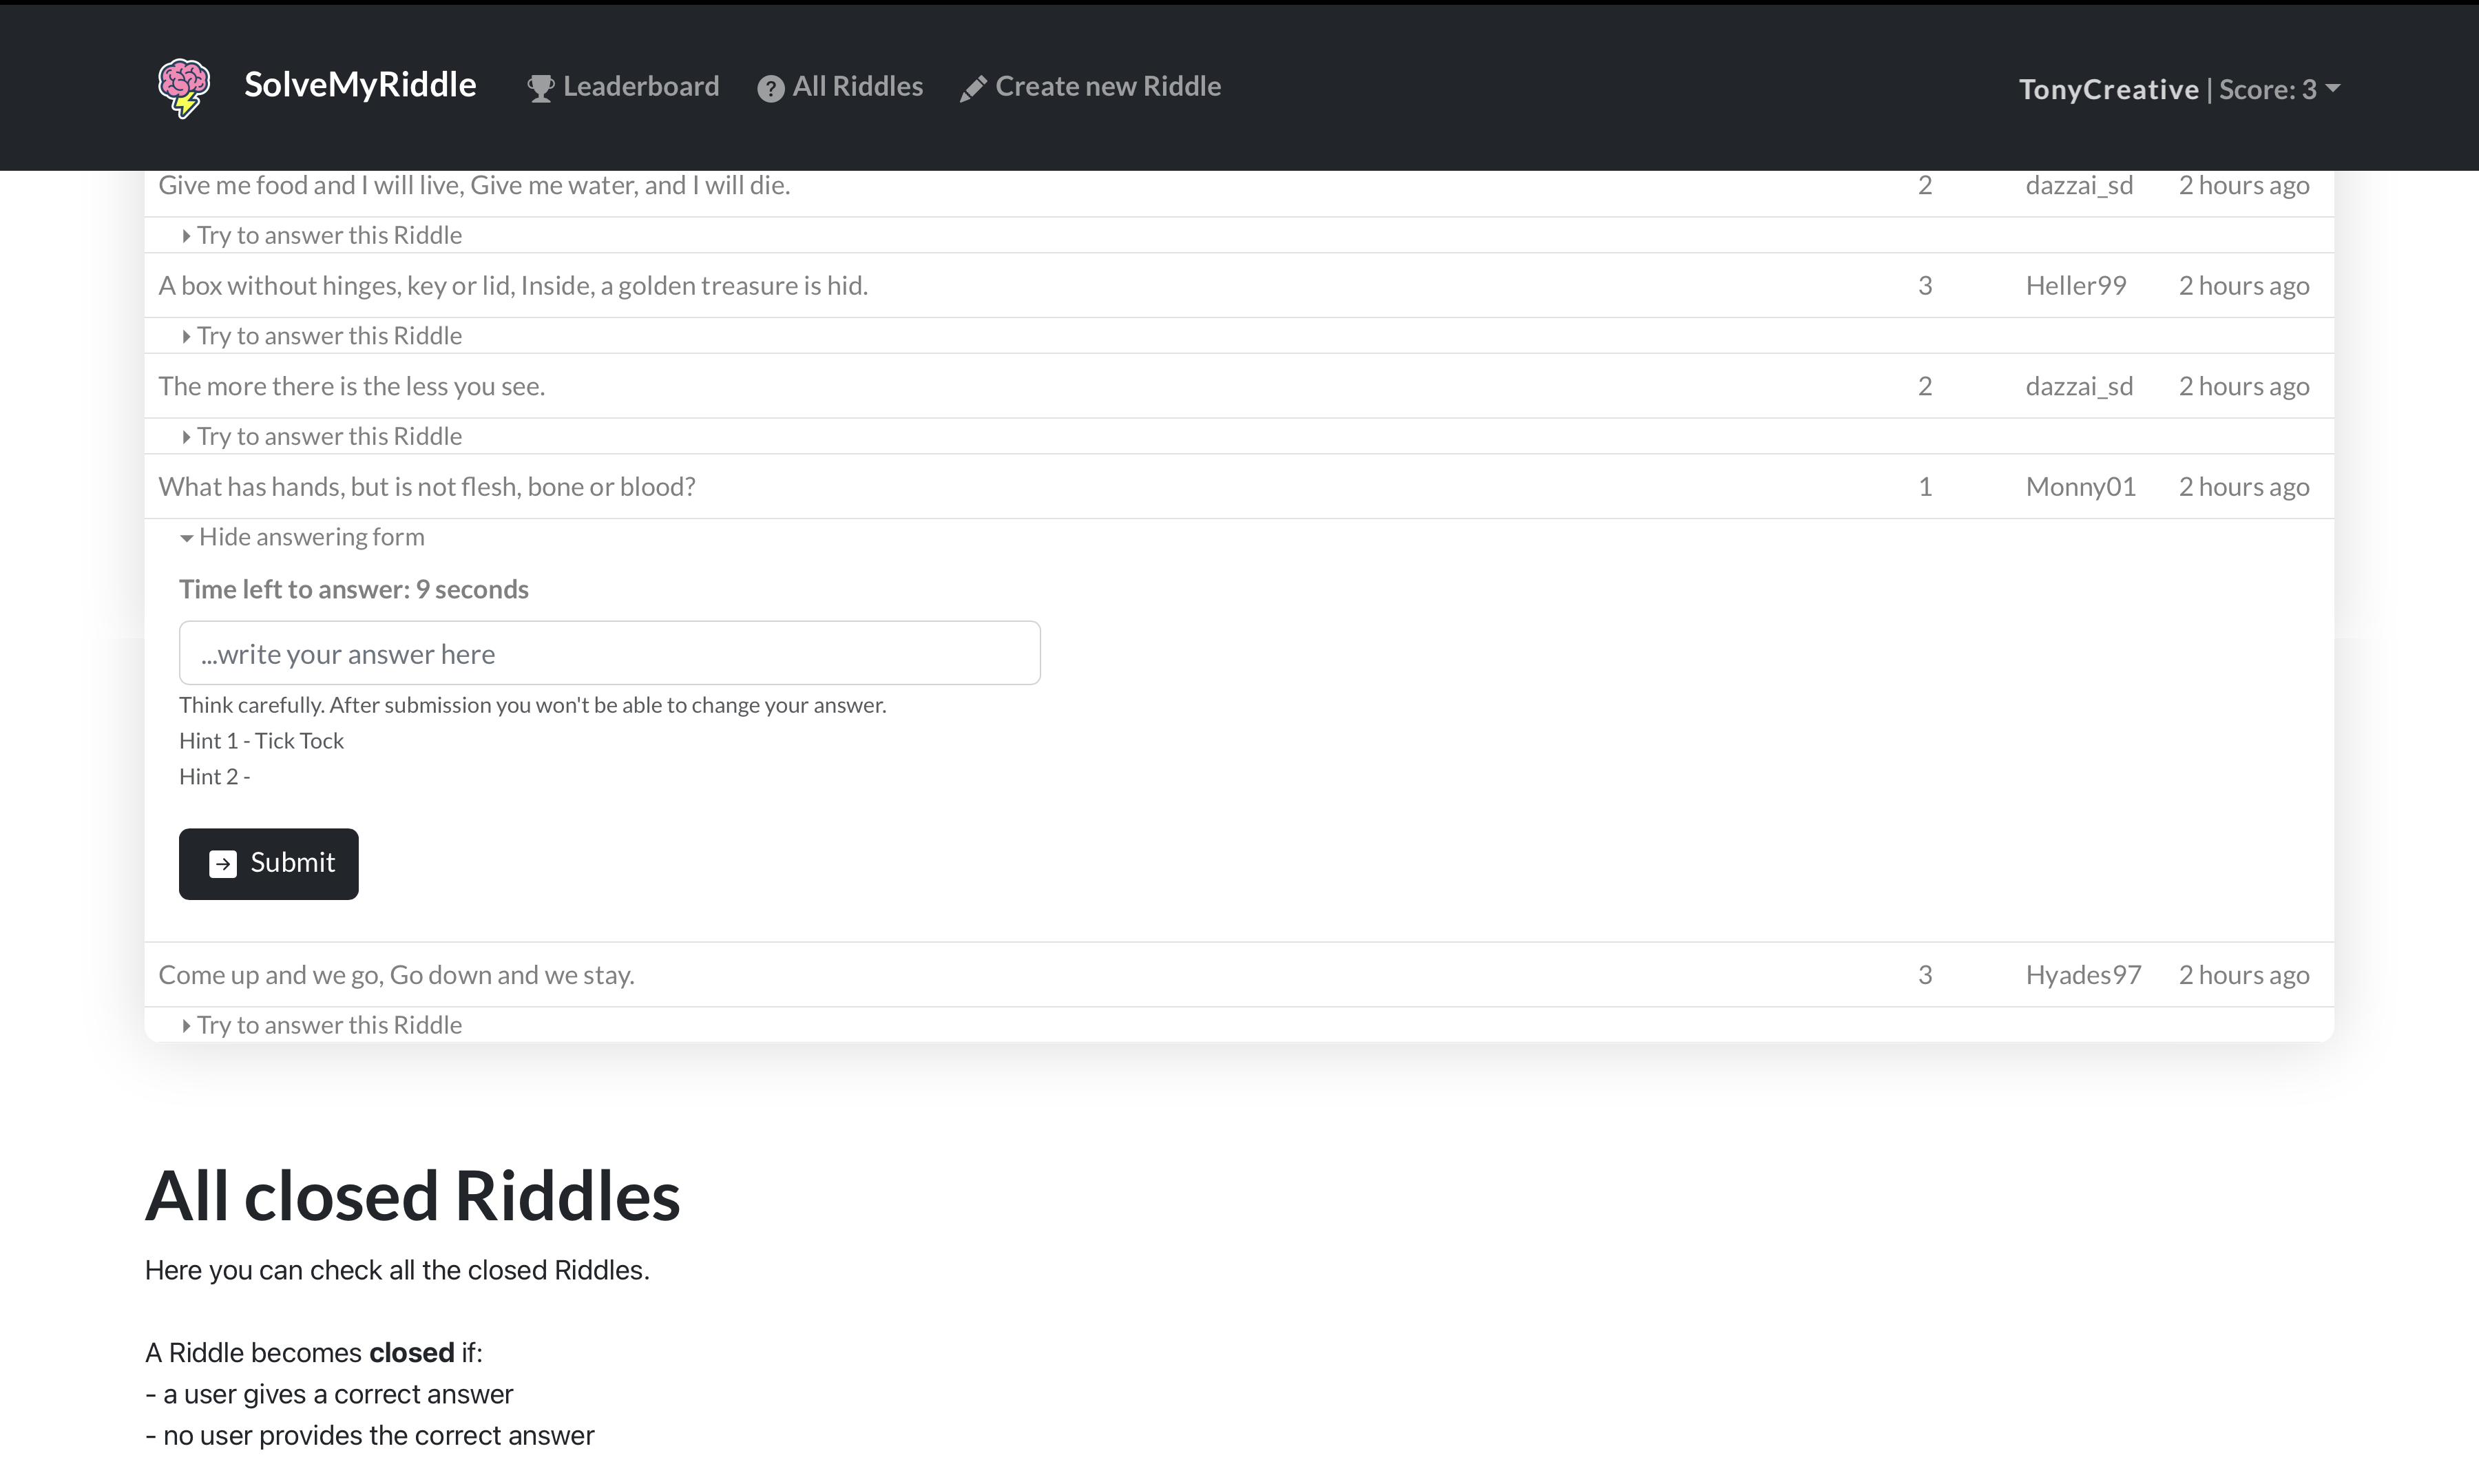 SolveMyRiddle Leaderboard All Riddles Create new Riddle TonyCreative | Score: 3
Give me food and I will live, Give me water, and I will die. 2 dazzai_sd 2 hours ago
Try to answer this Riddle
A box without hinges, key or lid, Inside, a golden treasure is hid. 3 Heller99 2 hours ago
Try to answer this Riddle
The more there is the less you see. 2 dazzai_sd 2 hours ago
Try to answer this Riddle
What has hands, but is not flesh, bone or blood? 1 Monny01 2 hours ago
Hide answering form
Time left to answer: 9 seconds
...write your answer here
Think carefully. After submission you won't be able to change your answer.
Hint 1 - Tick Tock
Hint 2 -
Submit
Come up and we go, Go down and we stay. 3 Hyades97 2 hours ago
Try to answer this Riddle
All closed Riddles
Here you can check all the closed Riddles.
A Riddle becomes closed if:
- a user gives a correct answer
- no user provides the correct answer